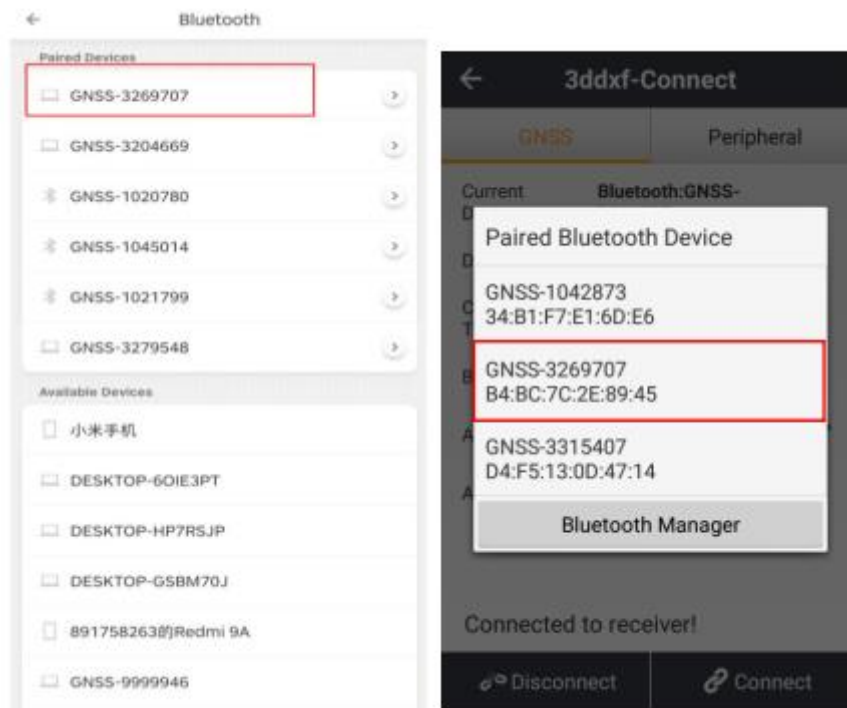 Bluetooth
Paired Devices
GNSS-3269707
GNSS-3204669
GNSS-1020780
GNSS-1045014
GNSS-1021799
GNSS-3279548
Available Devices
小米手机
DESKTOP-6OIE3PT
DESKTOP-HP7RSJP
DESKTOP-GSBM70J
891758263的Redmi 9A
GNSS-9999946
3ddxf-Connect
GNSS Peripheral
Current Bluetooth:GNSS-
Paired Bluetooth Device
GNSS-1042873
34:B1:F7:E1:6D:E6
GNSS-3269707
B4:BC:7C:2E:89:45
GNSS-3315407
D4:F5:13:0D:47:14
Bluetooth Manager
Connected to receiver!
Disconnect Connect